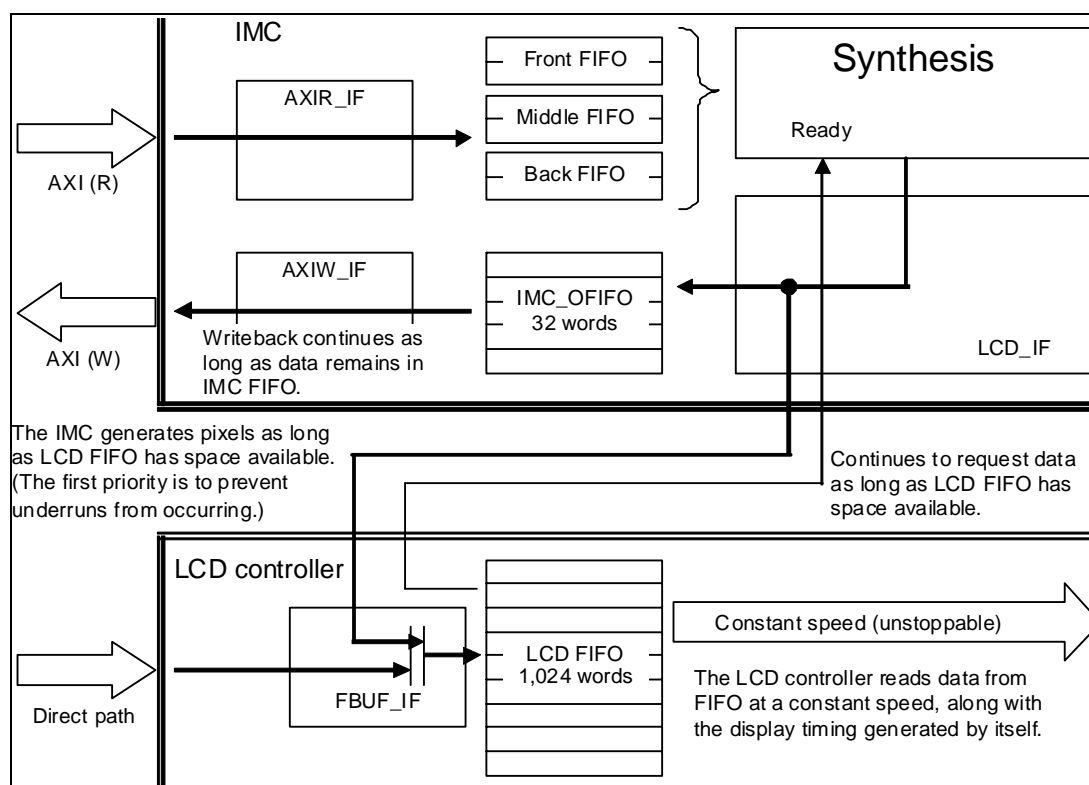 IMC
Front FIFO
Middle FIFO
Back FIFO
AXIR_IF
AXI (R)
Synthesis
Ready
AXIW_IF
AXI (W)
Writeback continues as
long as data remains in
IMC FIFO.
IMC_OFIFO
32 words
LCD_IF
The IMC generates pixels as long
as LCD FIFO has space available.
(The first priority is to prevent
underruns from occurring.)
Continues to request data
as long as LCD FIFO has
space available.
LCD controller
Direct path
FBUF_IF
LCD FIFO
1,024 words
Constant speed (unstoppable)
The LCD controller reads data from
FIFO at a constant speed, along with
the display timing generated by itself.